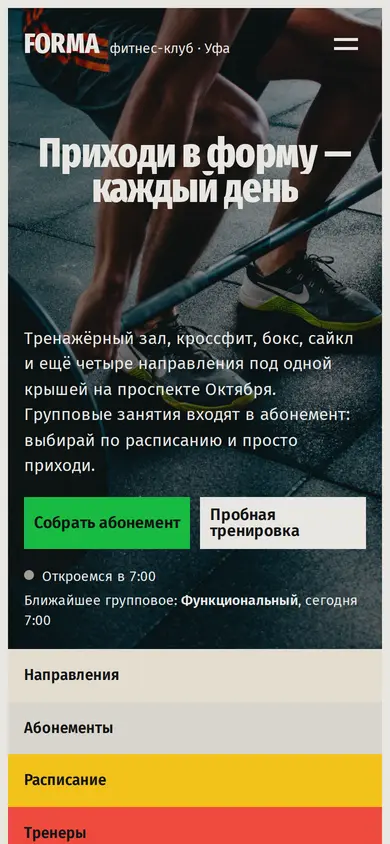 FORMA фитнес-клуб · Уфа
Приходи в форму —
каждый день
Тренажёрный зал, кроссфит, бокс, сайкл
и ещё четыре направления под одной
крышей на проспекте Октября.
Групповые занятия входят в абонемент:
выбирай по расписанию и просто
приходи.
Собрать абонемент
Пробная
тренировка
Откроемся в 7:00
Ближайшее групповое: Функциональный, сегодня
7:00
Направления
Абонементы
Расписание
Тренеры